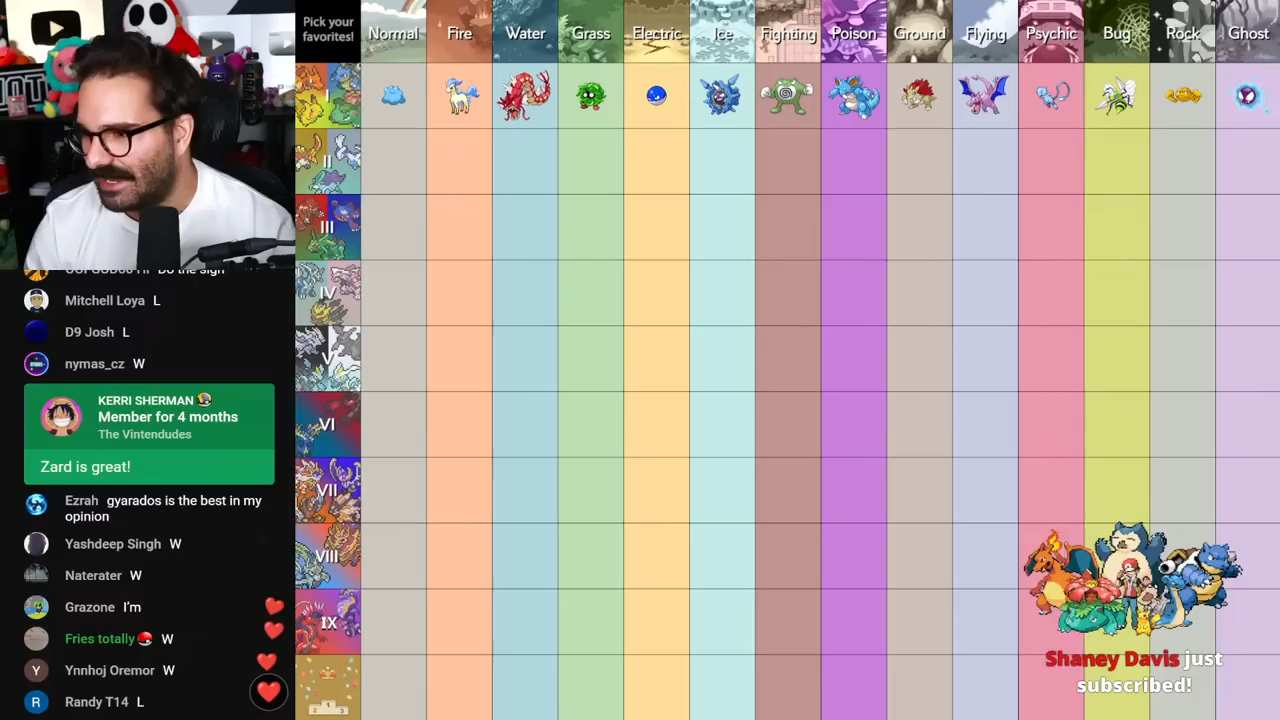 Pick your
favorites!
Normal
Fire
Water
Grass
Electric
Ice
Fighting
Poison
Ground
Flying
Psychic
Bug
Rock
Ghost
I
II
III
IV
V
VI
VII
VIII
IX
Do the sign
Mitchell Loya L
D9 Josh L
nymas_cz W
KERRI SHERMAN
Member for 4 months
The Vintendudes
Zard is great!
Ezrah gyarados is the best in my
opinion
Yashdeep Singh W
Naterater W
Grazone I'm
Fries totally W
Y Ynnhoj Oremor W
R Randy T14 L
Shaney Davis just
subscribed!